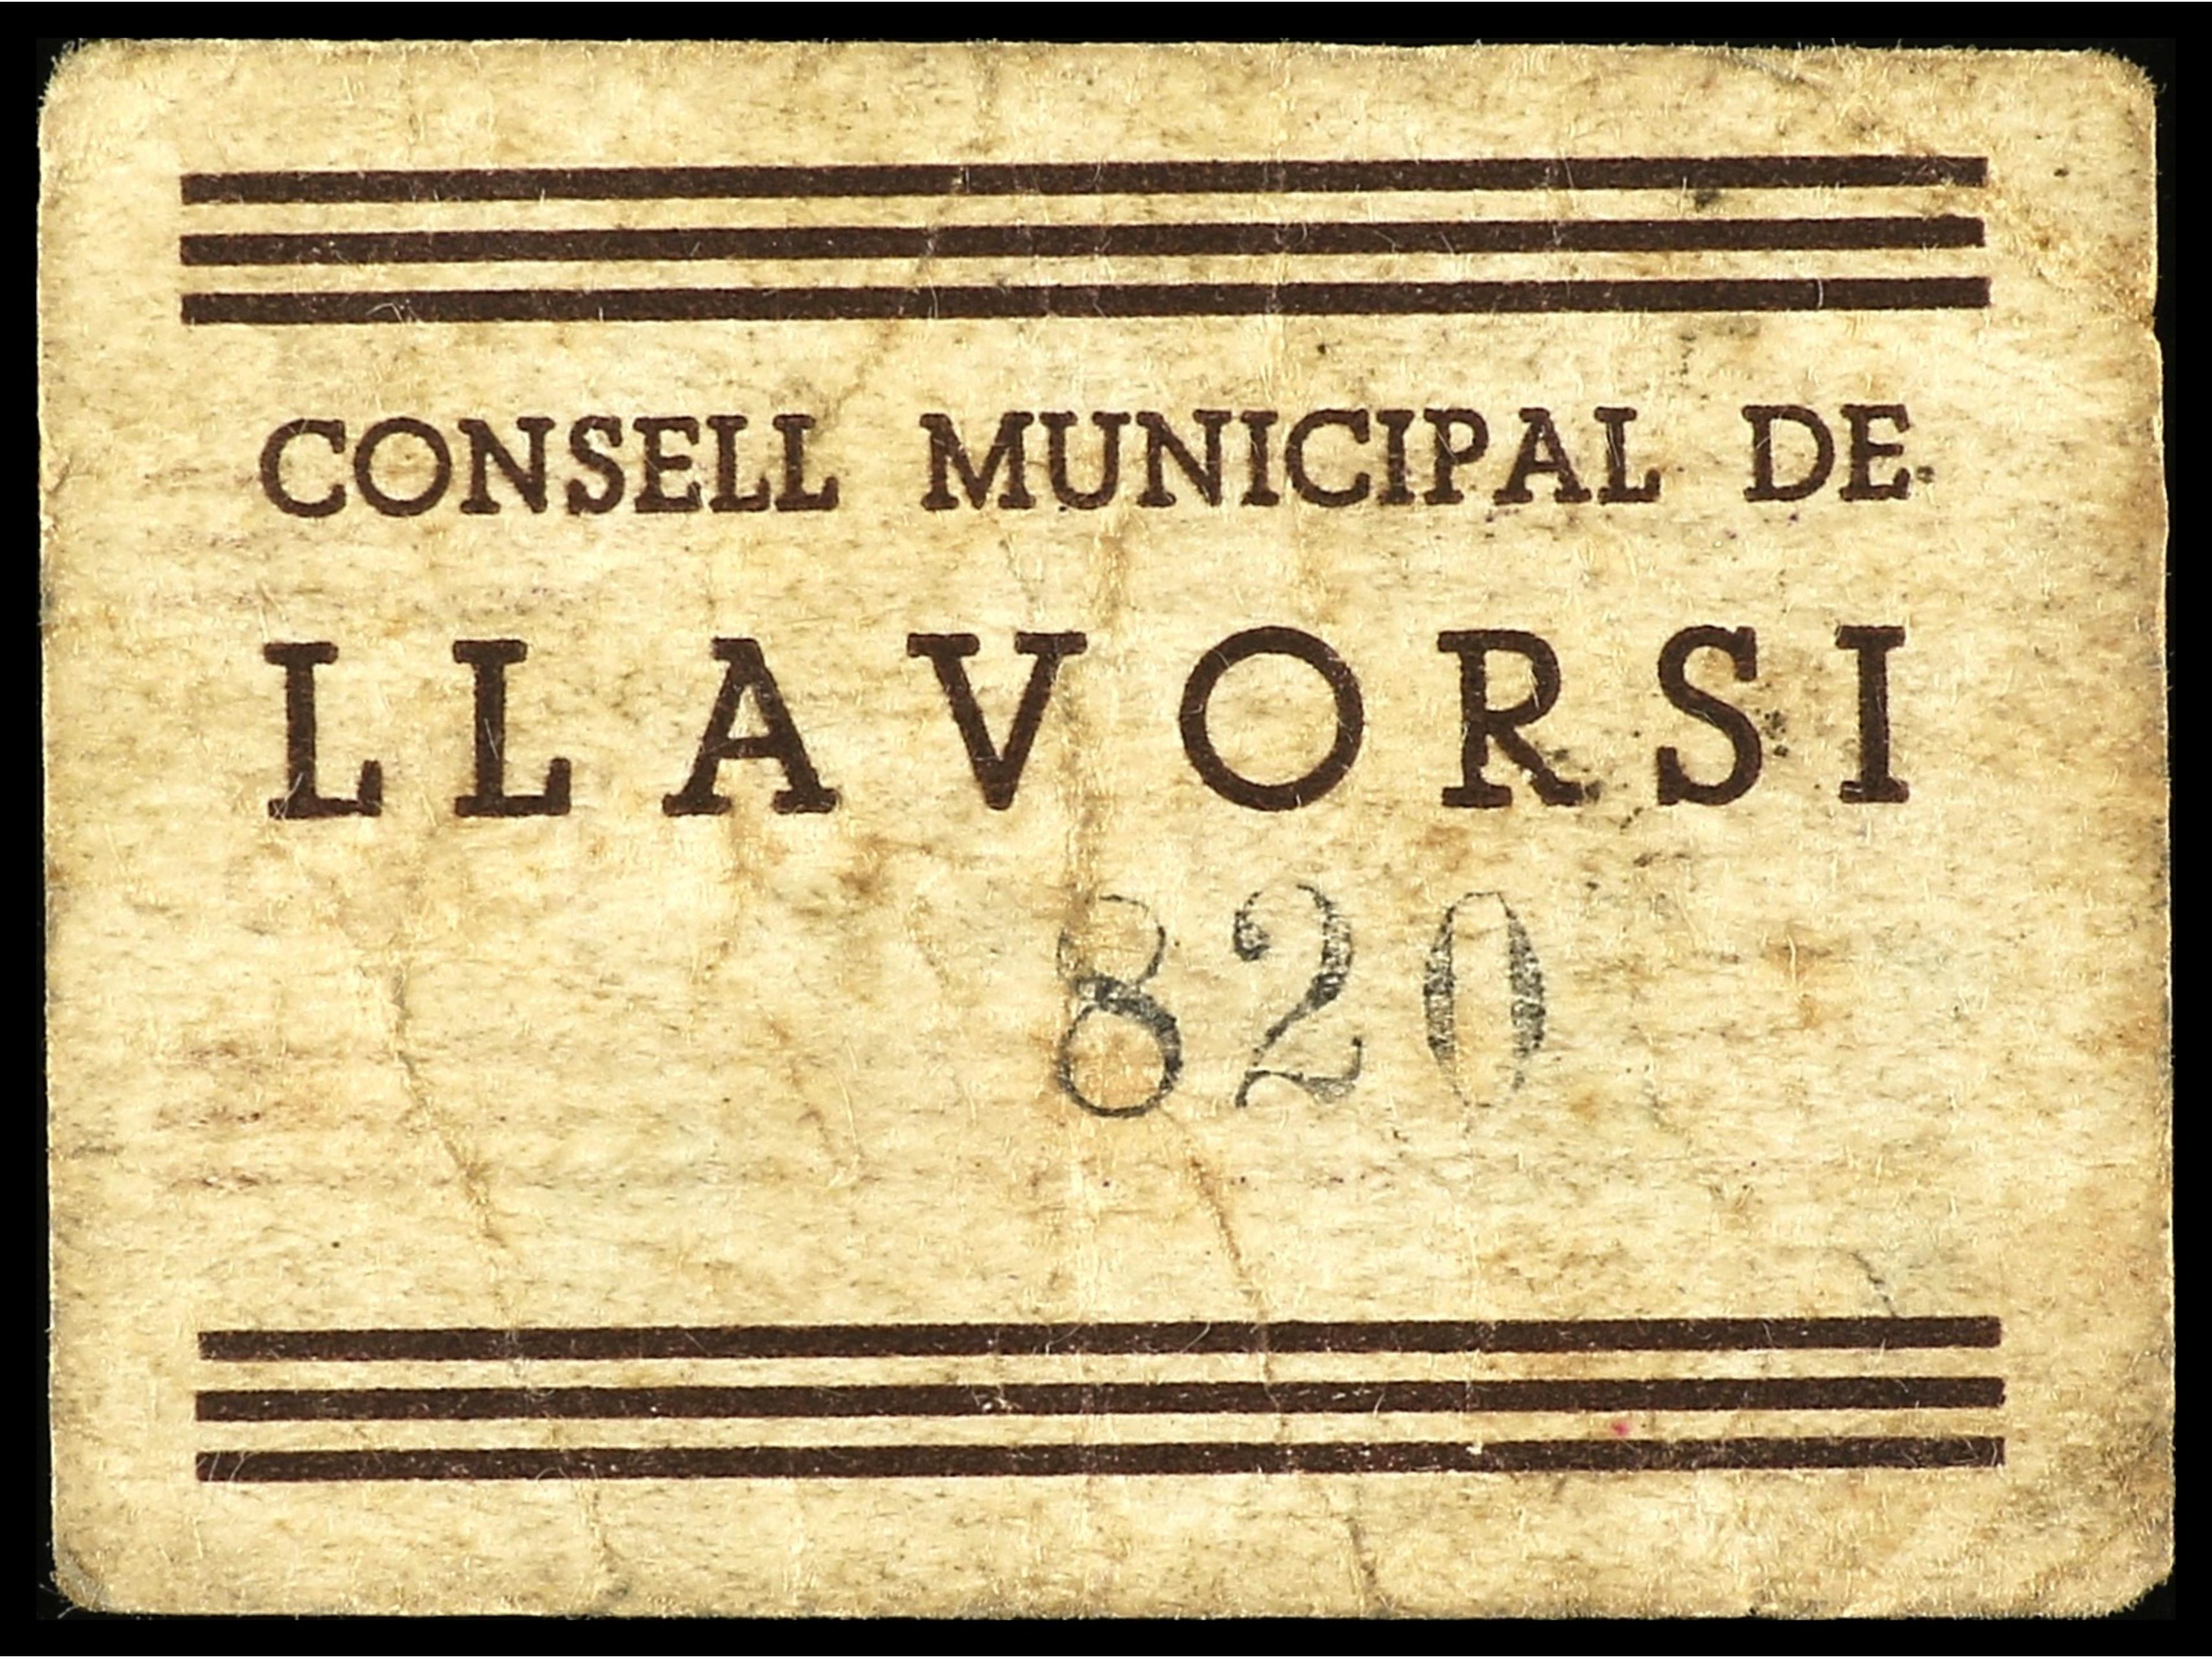 CONSELL MUNICIPAL DE
LLAVORSI
820